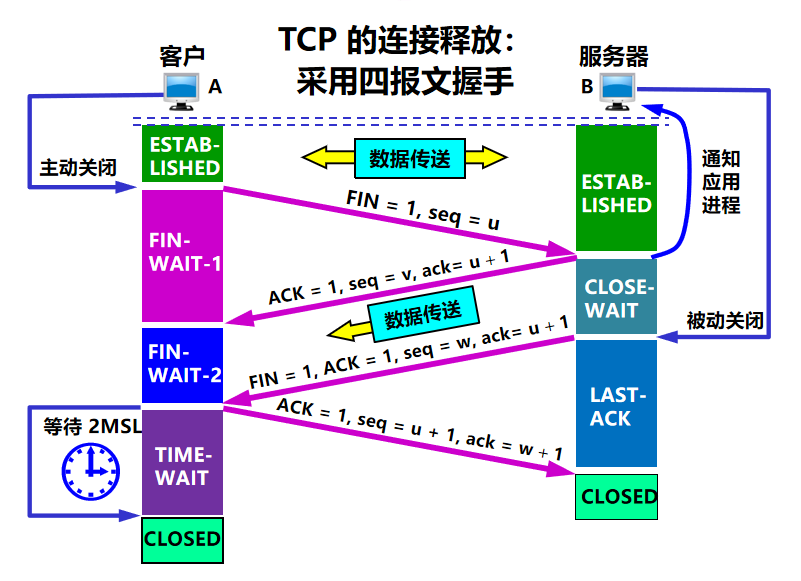 TCP 的连接释放：
采用四报文握手
客户
A
服务器
B
ESTAB-
LISHED
数据传送
主动关闭
通知
应用
进程
ESTAB-
LISHED
FIN = 1, seq = u
FIN-
WAIT-1
ACK = 1, seq = v, ack= u + 1
CLOSE-
WAIT
数据传送
被动关闭
FIN-
WAIT-2
FIN = 1, ACK = 1, seq = w, ack= u + 1
LAST-
ACK
ACK = 1, seq = u + 1, ack = w + 1
等待 2MSL
TIME-
WAIT
CLOSED
CLOSED